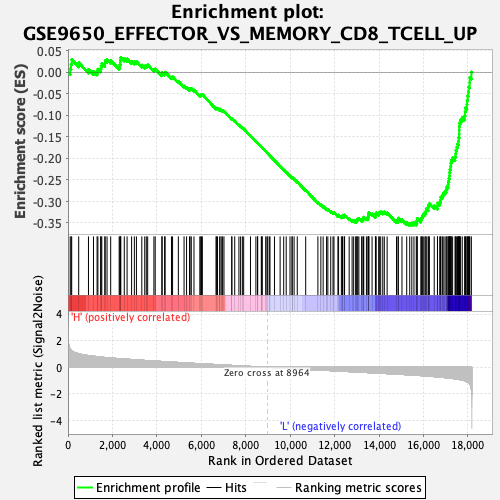 Enrichment plot:
GSE9650_EFFECTOR_VS_MEMORY_CD8_TCELL_UP
Enrichment score (ES)
0.05
0.00
-0.05
-0.10
-0.15
-0.20
-0.25
-0.30
-0.35
'H' (positively correlated)
Ranked list metric (Signal2Noise)
4
2
0
-2
-4
Zero cross at 8964
'L' (negatively correlated)
0
2,000
4,000
6,000
8,000
10,000
12,000
14,000
16,000
18,000
Rank in Ordered Dataset
Enrichment profile
Hits
Ranking metric scores